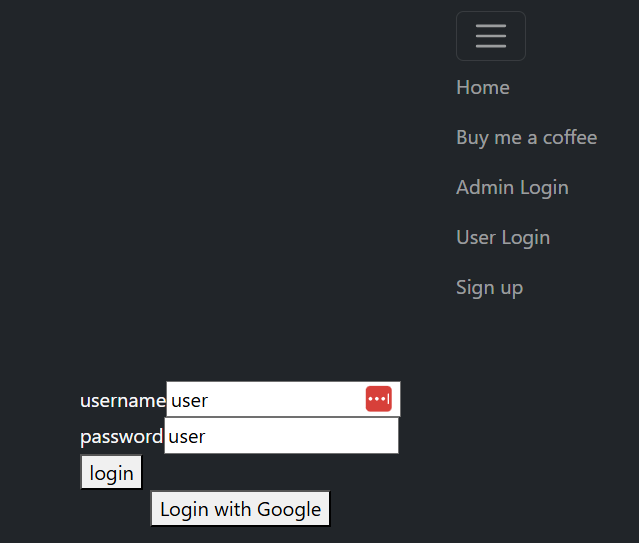 Home
Buy me a coffee
Admin Login
User Login
Sign up
username user
password user
login
Login with Google